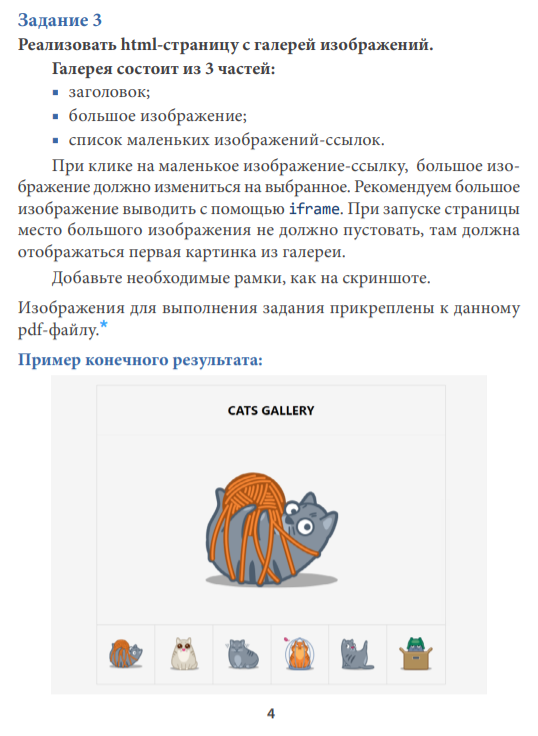 Задание 3
Реализовать html-страницу с галерей изображений.
Галерея состоит из 3 частей:
▪ заголовок;
▪ большое изображение;
▪ список маленьких изображений-ссылок.
При клике на маленькое изображение-ссылку, большое изо-
бражение должно измениться на выбранное. Рекомендуем большое
изображение выводить с помощью iframe. При запуске страницы
место большого изображения не должно пустовать, там должна
отображаться первая картинка из галереи.
Добавьте необходимые рамки, как на скриншоте.
Изображения для выполнения задания прикреплены к данному
pdf-файлу.*
Пример конечного результата:
CATS GALLERY
4